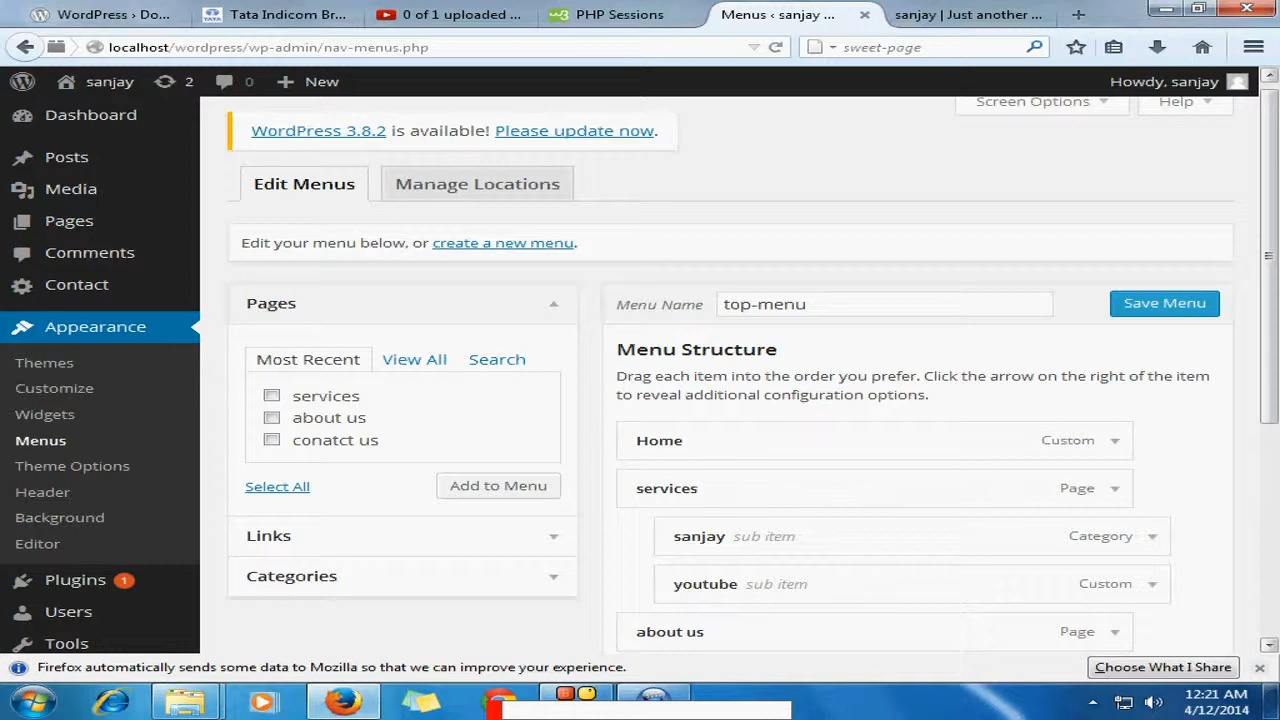 WordPress › Do...
Tata Indicom Br...
0 of 1 uploaded ...
PHP Sessions
Menus ‹ sanjay ...
sanjay | Just another ...
localhost/wordpress/wp-admin/nav-menus.php
sweet-page
sanjay
2
0
New
Howdy, sanjay
Screen Options
Help
WordPress 3.8.2 is available! Please update now.
Edit Menus
Manage Locations
Edit your menu below, or create a new menu.
Dashboard
Posts
Media
Pages
Comments
Contact
Appearance
Themes
Customize
Widgets
Menus
Theme Options
Header
Background
Editor
Plugins 1
Users
Tools
Pages
Most Recent
View All
Search
services
about us
conatct us
Select All
Add to Menu
Links
Categories
Menu Name
top-menu
Save Menu
Menu Structure
Drag each item into the order you prefer. Click the arrow on the right of the item
to reveal additional configuration options.
Home Custom
services Page
sanjay sub item Category
youtube sub item Custom
about us Page
Firefox automatically sends some data to Mozilla so that we can improve your experience.
Choose What I Share
12:21 AM
4/12/2014